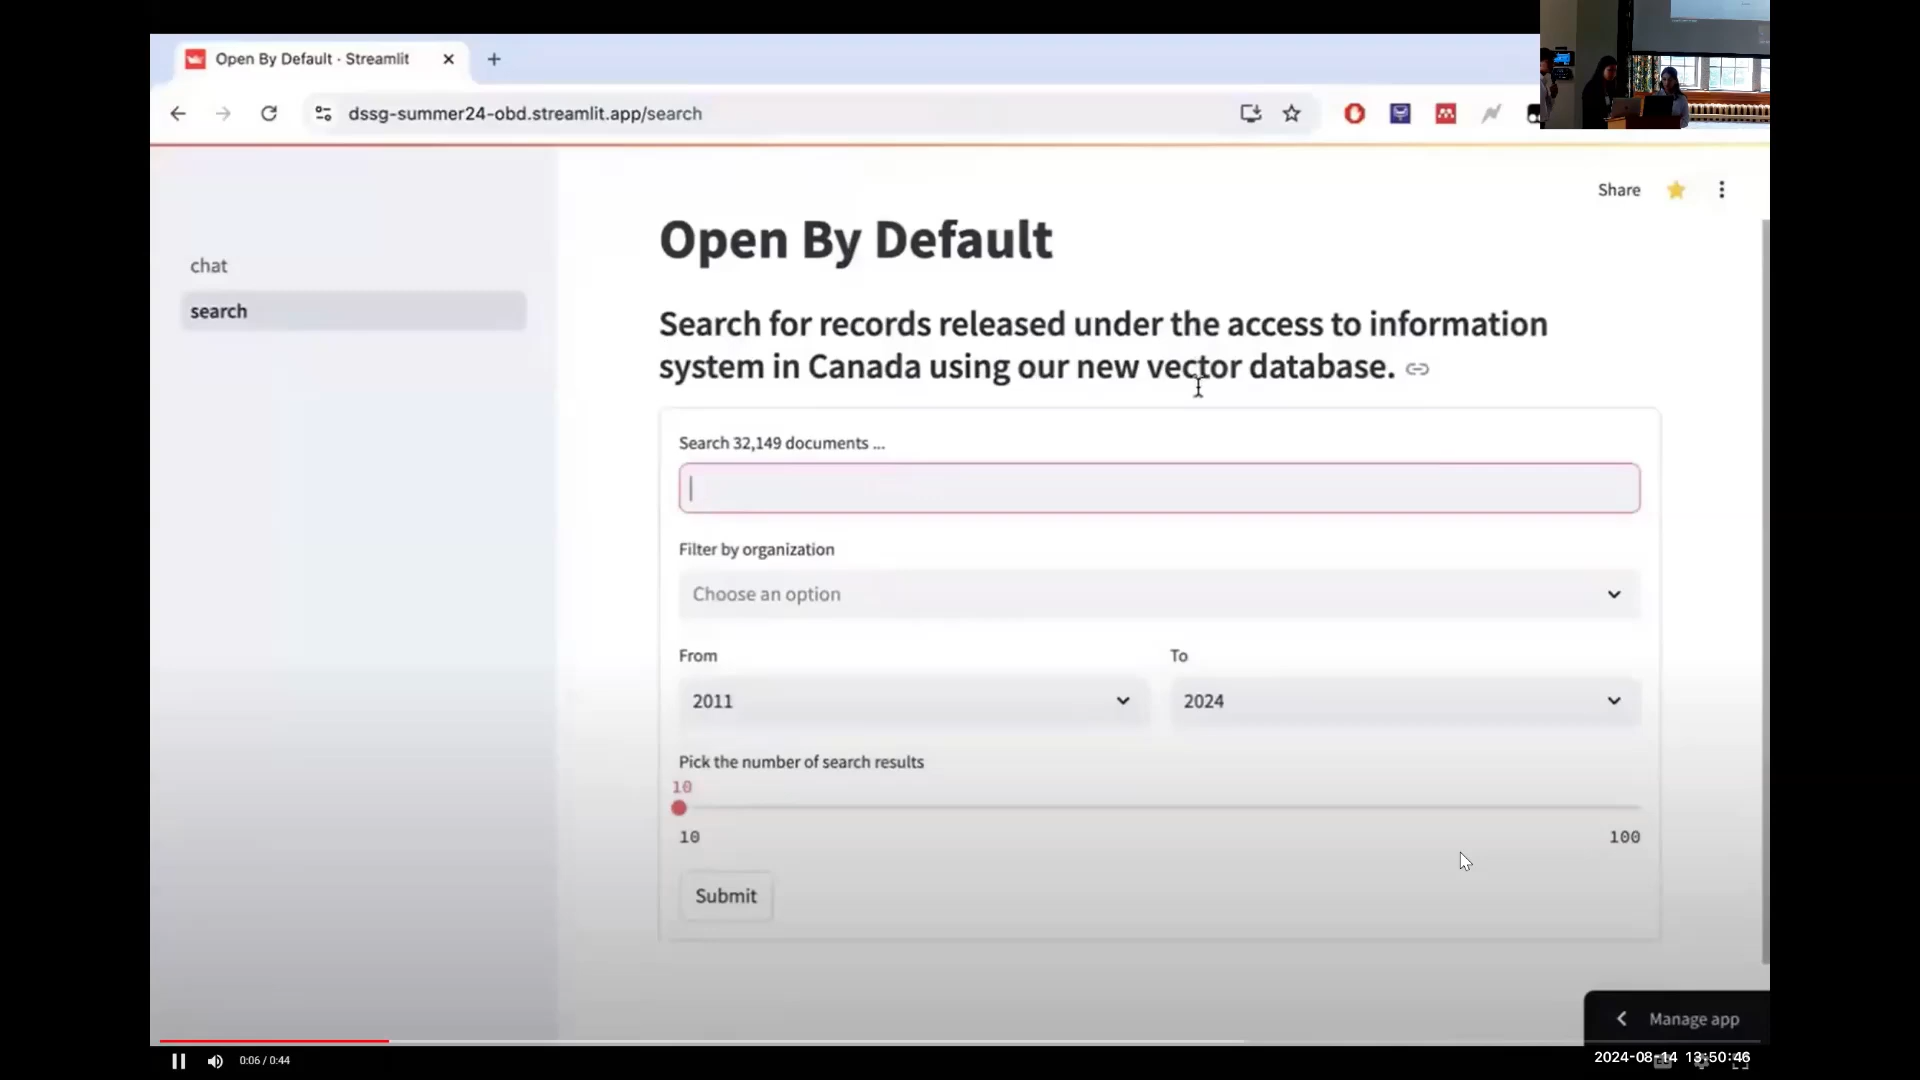 Open By Default · Streamlit
dssg-summer24-obd.streamlit.app/search
Share
chat
search
Open By Default
Search for records released under the access to information
system in Canada using our new vector database.
Search 32,149 documents ...
Filter by organization
Choose an option
From
To
2011
2024
Pick the number of search results
10
10
100
Submit
Manage app
0:06 / 0:44
2024-08-14 13:50:46